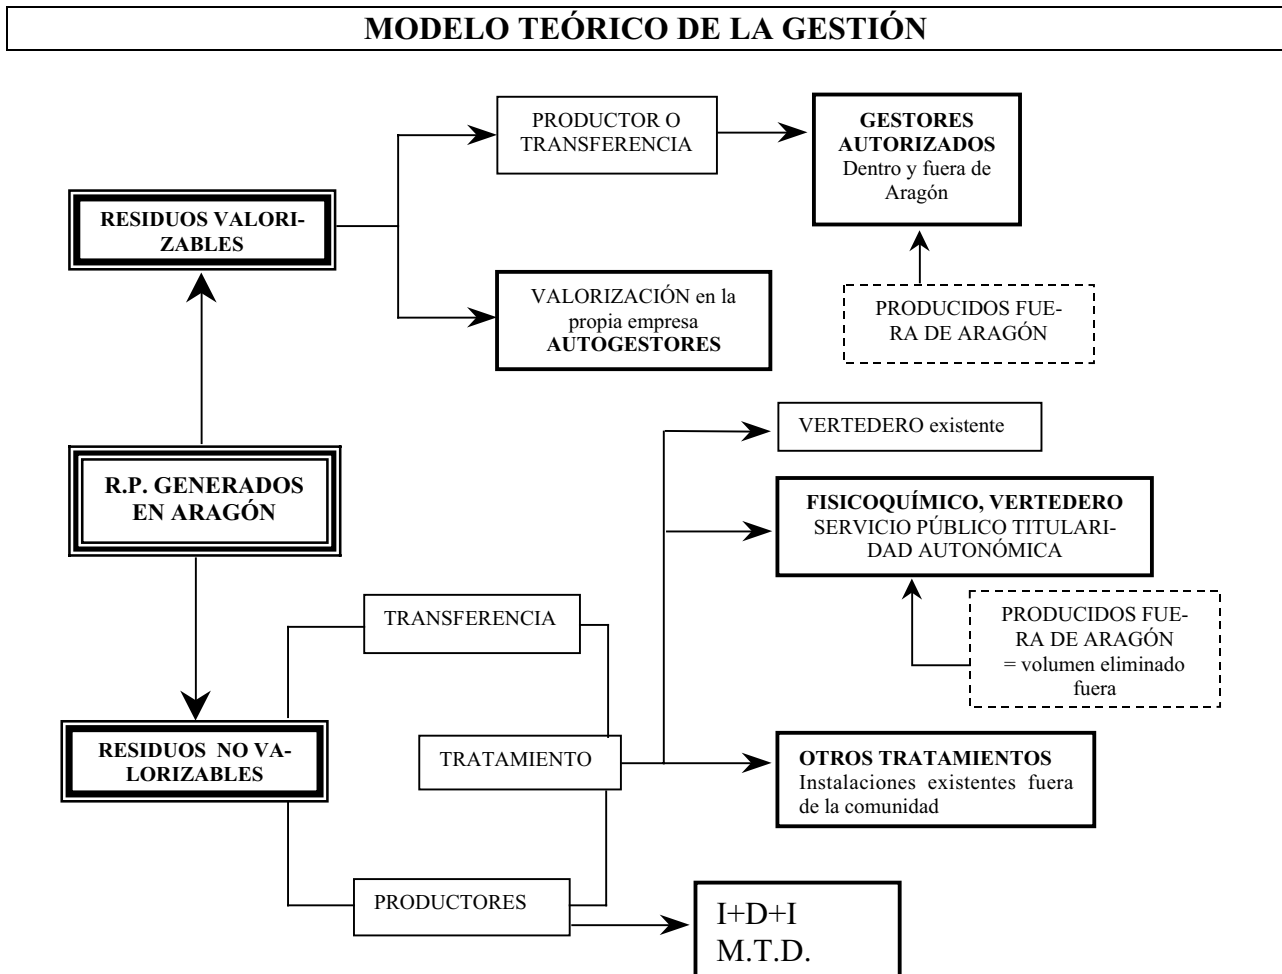 MODELO TEÓRICO DE LA GESTIÓN
PRODUCTOR O
TRANSFERENCIA
GESTORES
AUTORIZADOS
Dentro y fuera de
Aragón
RESIDUOS VALORI-
ZABLES
VALORIZACIÓN en la
propia empresa
AUTOGESTORES
PRODUCIDOS FUE-
RA DE ARAGÓN
VERTEDERO existente
R.P. GENERADOS
EN ARAGÓN
FISICOQUÍMICO, VERTEDERO
SERVICIO PÚBLICO TITULARI-
DAD AUTONÓMICA
TRANSFERENCIA
PRODUCIDOS FUE-
RA DE ARAGÓN
= volumen eliminado
fuera
RESIDUOS NO VA-
LORIZABLES
TRATAMIENTO
OTROS TRATAMIENTOS
Instalaciones existentes fuera
de la comunidad
PRODUCTORES
I+D+I
M.T.D.